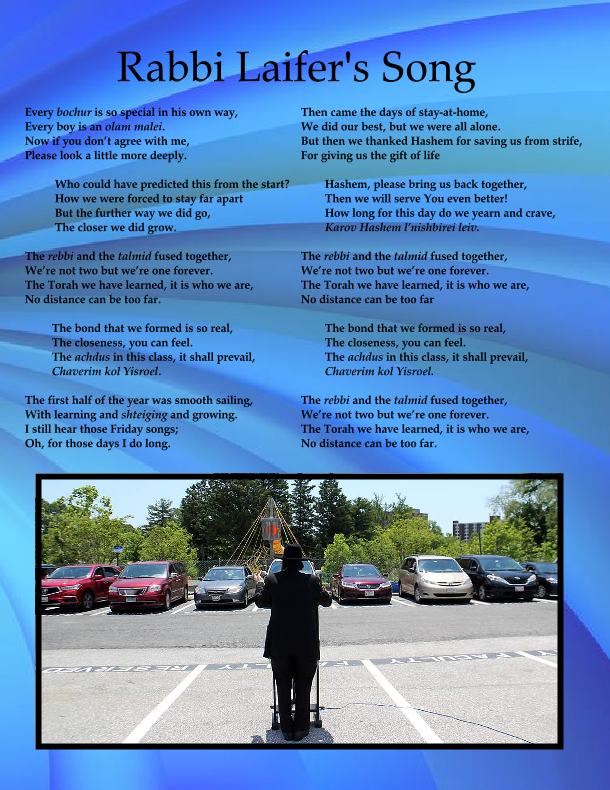 Rabbi Laifer's Song
Every bochur is so special in his own way,
Every boy is an olam malei.
Now if you don't agree with me,
Please look a little more deeply.
Who could have predicted this from the start?
How we were forced to stay far apart
But the further way we did go,
The closer we did grow.
The rebbi and the talmid fused together,
We're not two but we're one forever.
The Torah we have learned, it is who we are,
No distance can be too far.
The bond that we formed is so real,
The closeness, you can feel.
The achdus in this class, it shall prevail,
Chaverim kol Yisroel.
The first half of the year was smooth sailing,
With learning and shteiging and growing.
I still hear those Friday songs;
Oh, for those days I do long.
Then came the days of stay-at-home,
We did our best, but we were all alone.
But then we thanked Hashem for saving us from strife,
For giving us the gift of life
Hashem, please bring us back together,
Then we will serve You even better!
How long for this day do we yearn and crave,
Karov Hashem l'nishbirei leiv.
The rebbi and the talmid fused together,
We're not two but we're one forever.
The Torah we have learned, it is who we are,
No distance can be too far
The bond that we formed is so real,
The closeness, you can feel.
The achdus in this class, it shall prevail,
Chaverim kol Yisroel.
The rebbi and the talmid fused together,
We're not two but we're one forever.
The Torah we have learned, it is who we are,
No distance can be too far.
RESERVED FACULTY